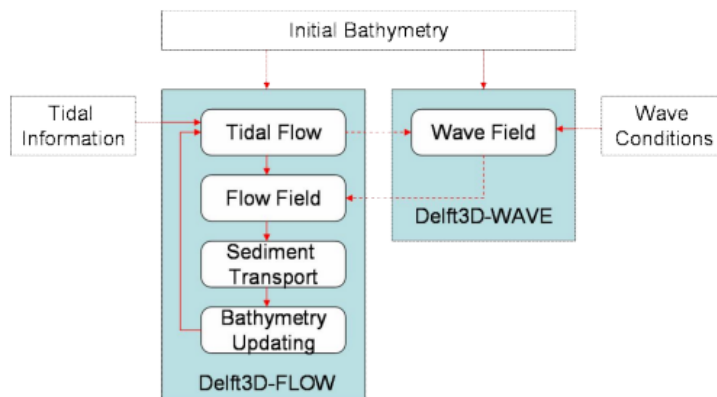 Initial Bathymetry
Tidal
Information
Tidal Flow
Wave Field
Wave
Conditions
Flow Field
Delft3D-WAVE
Sediment
Transport
Bathymetry
Updating
Delft3D-FLOW